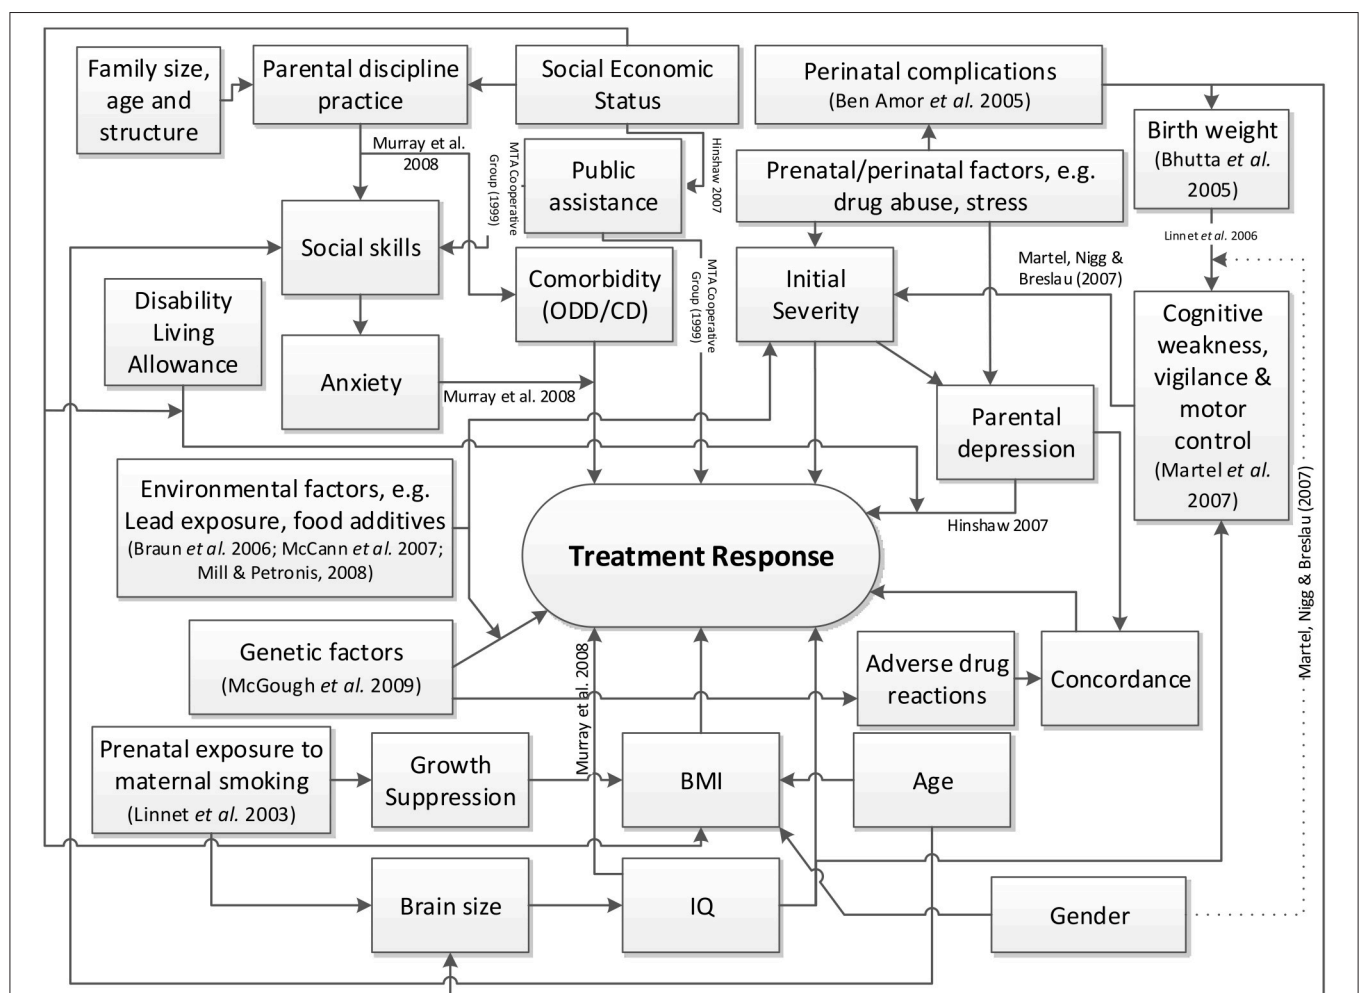 Family size,
age and
structure
Parental discipline
practice
Social Economic
Status
Perinatal complications
(Ben Amor et al. 2005)
Birth weight
(Bhutta et al.
2005)
Murray et al.
2008
MTA Cooperative
Group (1999)
Public
assistance
Hinshaw 2007
Prenatal/perinatal factors, e.g.
drug abuse, stress
Linnet et al. 2006
Social skills
Disability
Living
Allowance
Comorbidity
(ODD/CD)
MTA Cooperative
Group (1999)
Initial
Severity
Martel, Nigg &
Breslau (2007)
Cognitive
weakness,
vigilance &
motor
control
(Martel et al.
2007)
Anxiety
Murray et al. 2008
Parental
depression
Environmental factors, e.g.
Lead exposure, food additives
(Braun et al. 2006; McCann et al. 2007;
Mill & Petronis, 2008)
Treatment Response
Hinshaw 2007
Martel, Nigg & Breslau (2007)
Genetic factors
(McGough et al. 2009)
Murray et al. 2008
Adverse drug
reactions
Concordance
Prenatal exposure to
maternal smoking
(Linnet et al. 2003)
Growth
Suppression
BMI
Age
Brain size
IQ
Gender